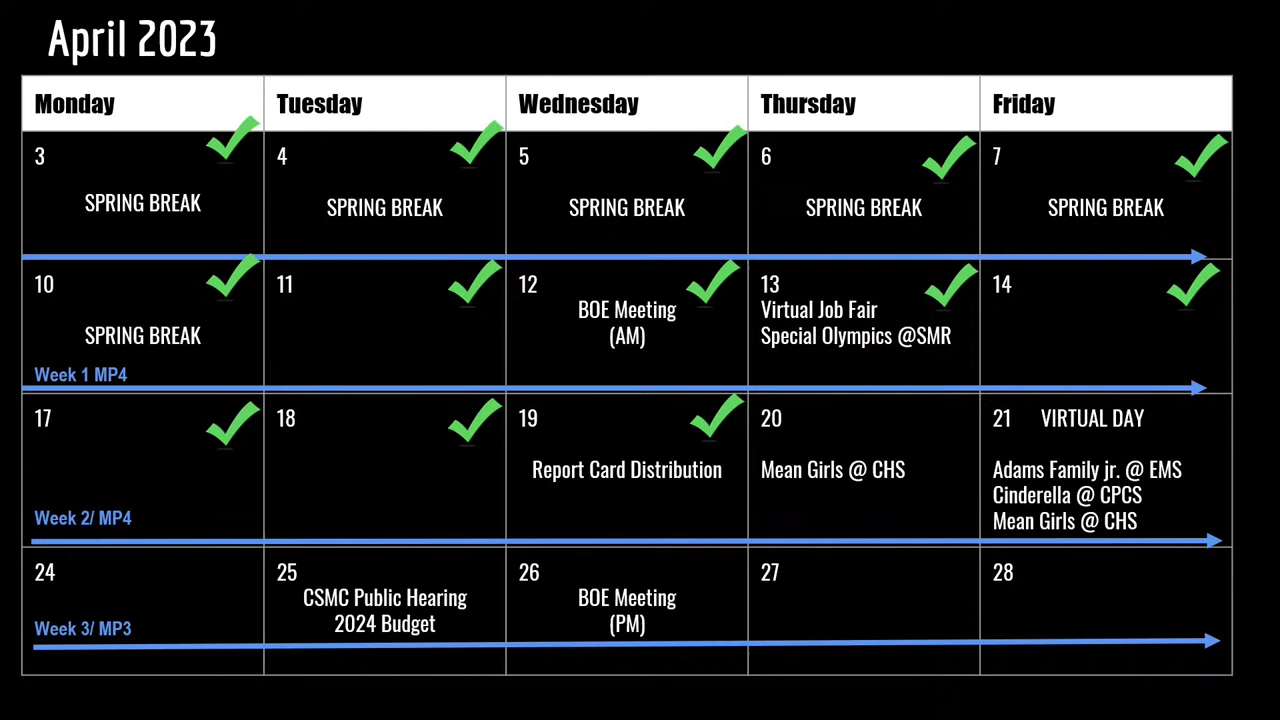 April 2023
Monday
Tuesday
Wednesday
Thursday
Friday
3
SPRING BREAK
4
SPRING BREAK
5
SPRING BREAK
6
SPRING BREAK
7
SPRING BREAK
10
SPRING BREAK
Week 1 MP4
11
12
BOE Meeting
(AM)
13
Virtual Job Fair
Special Olympics @SMR
14
17
Week 2/ MP4
18
19
Report Card Distribution
20
Mean Girls @ CHS
21 VIRTUAL DAY
Adams Family jr. @ EMS
Cinderella @ CPCS
Mean Girls @ CHS
24
Week 3/ MP3
25
CSMC Public Hearing
2024 Budget
26
BOE Meeting
(PM)
27
28